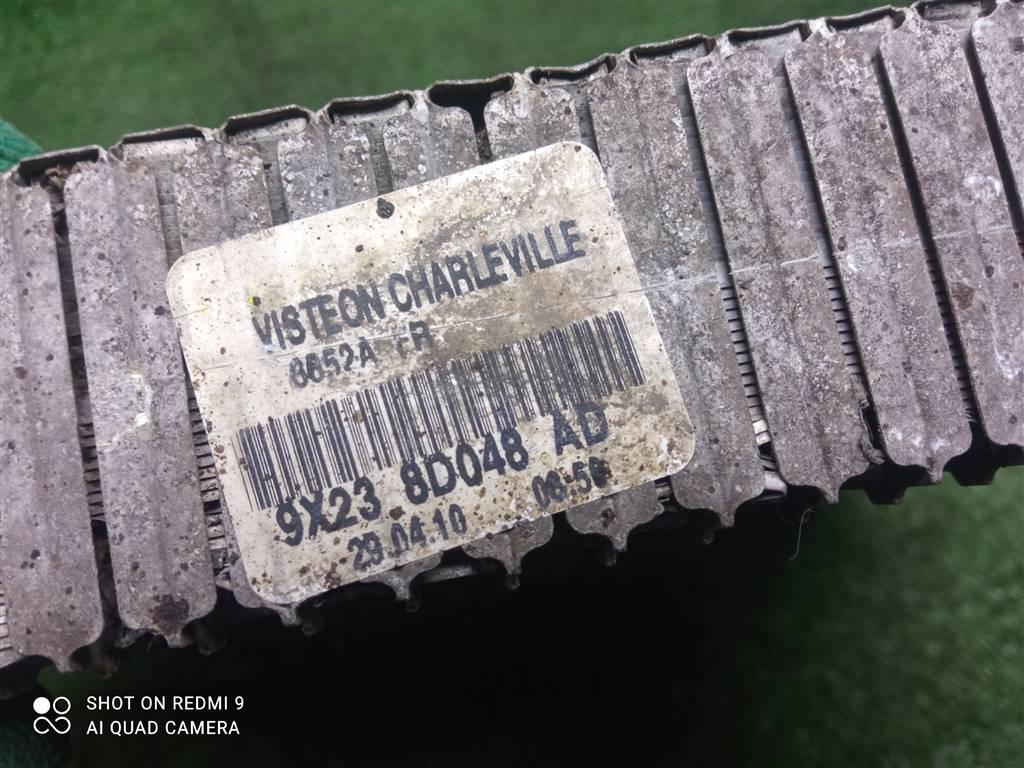 VISTEON CHARLEVILLE
8652A FR
9X23 8D048 AD
29.04.10 06:50
SHOT ON REDMI 9
AI QUAD CAMERA